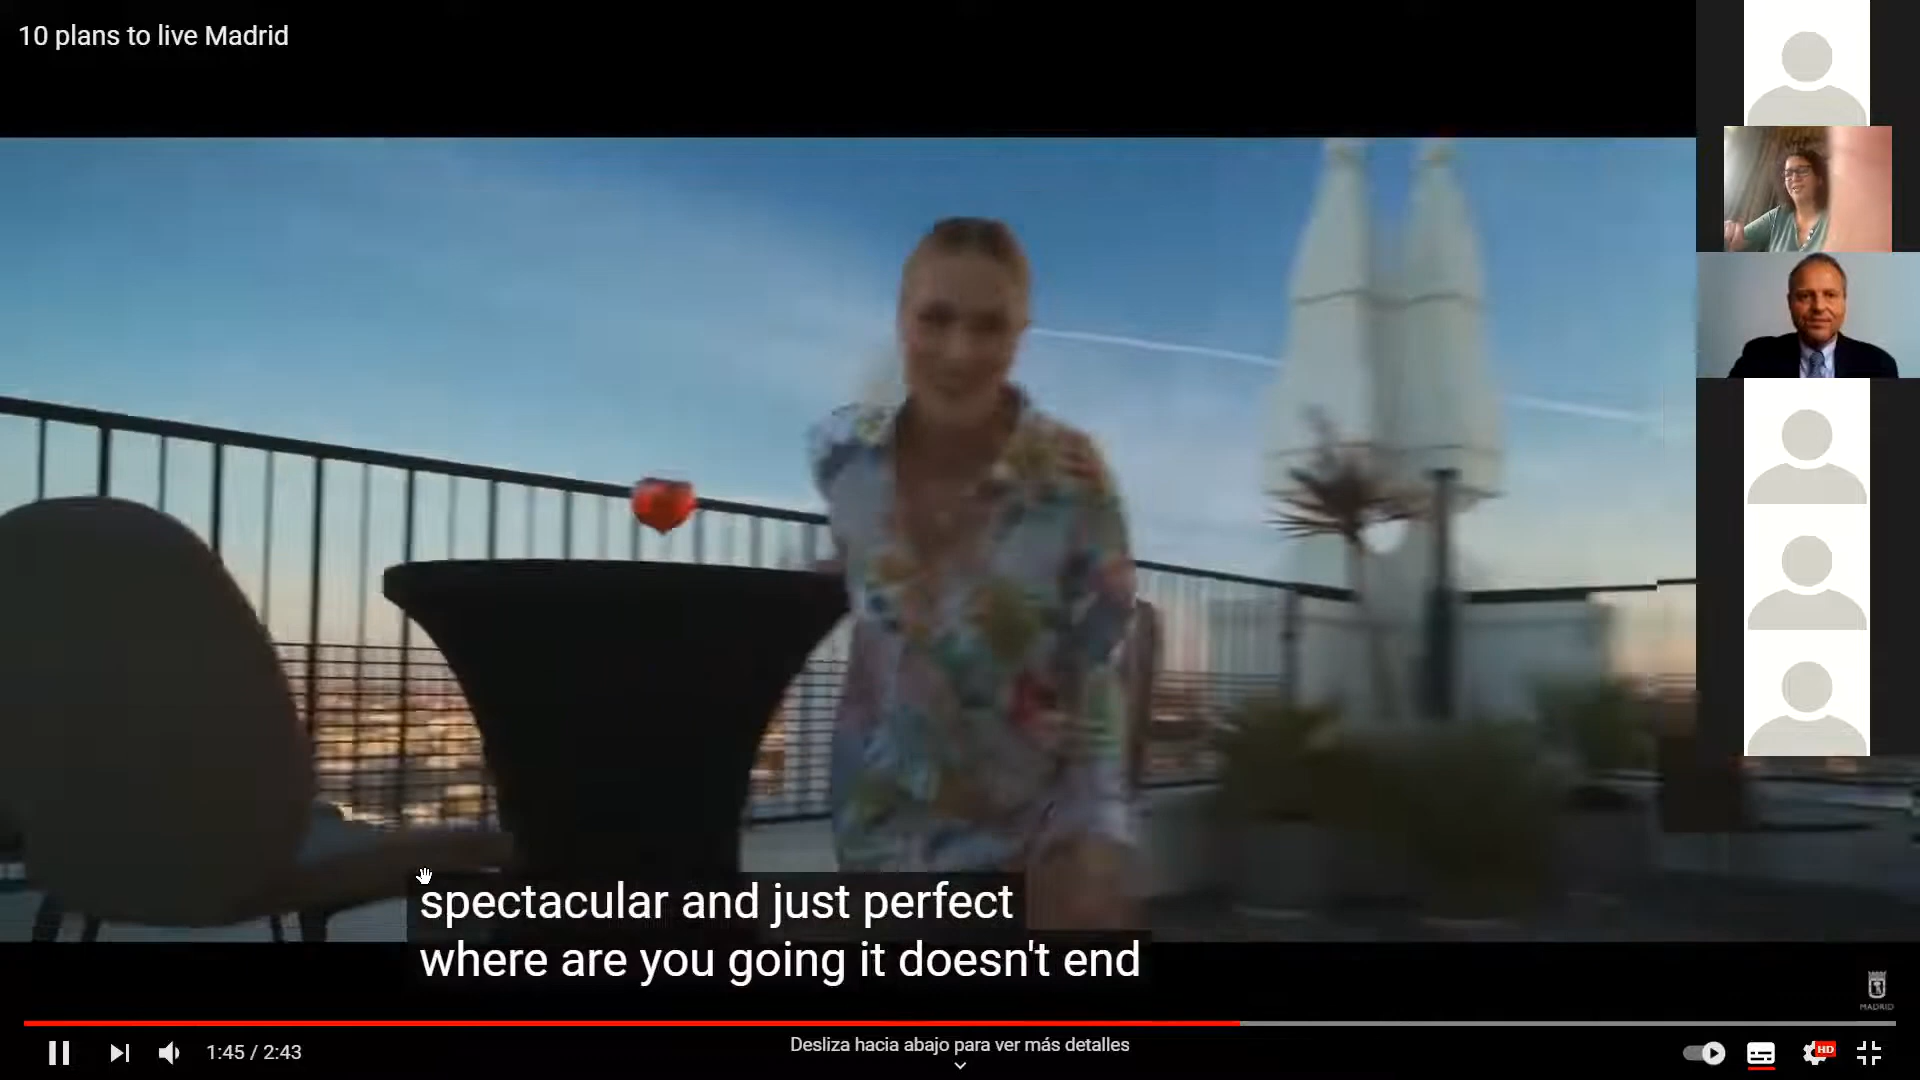 10 plans to live Madrid
spectacular and just perfect
where are you going it doesn't end
MADRID
1:45 / 2:43
Desliza hacia abajo para ver más detalles
HD